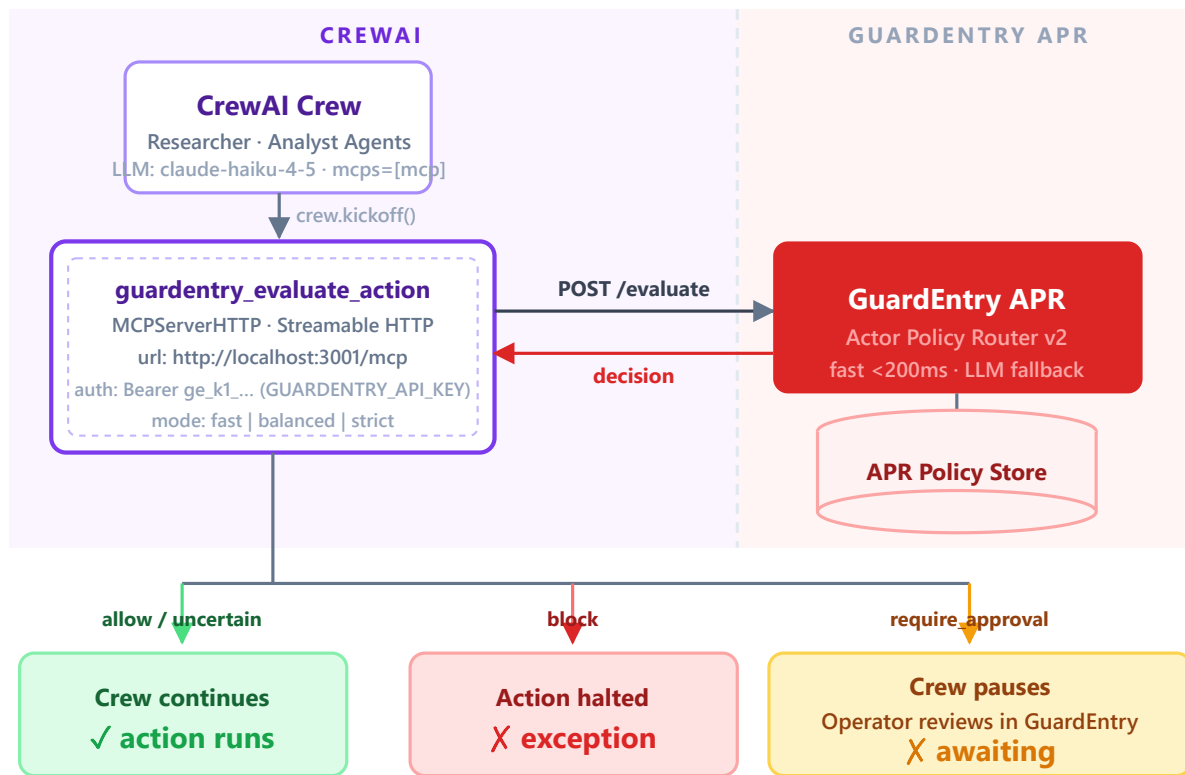 CREWAI
GUARDENTRY APR
CrewAI Crew
Researcher · Analyst Agents
LLM: claude-haiku-4-5 · mcps=[mcp]
crew.kickoff()
guardentry_evaluate_action
MCPServerHTTP · Streamable HTTP
url: http://localhost:3001/mcp
auth: Bearer ge_k1_... (GUARDENTRY_API_KEY)
mode: fast | balanced | strict
POST /evaluate
decision
GuardEntry APR
Actor Policy Router v2
fast <200ms · LLM fallback
APR Policy Store
allow / uncertain
block
require_approval
Crew continues
✓ action runs
Action halted
✗ exception
Crew pauses
Operator reviews in GuardEntry
✗ awaiting